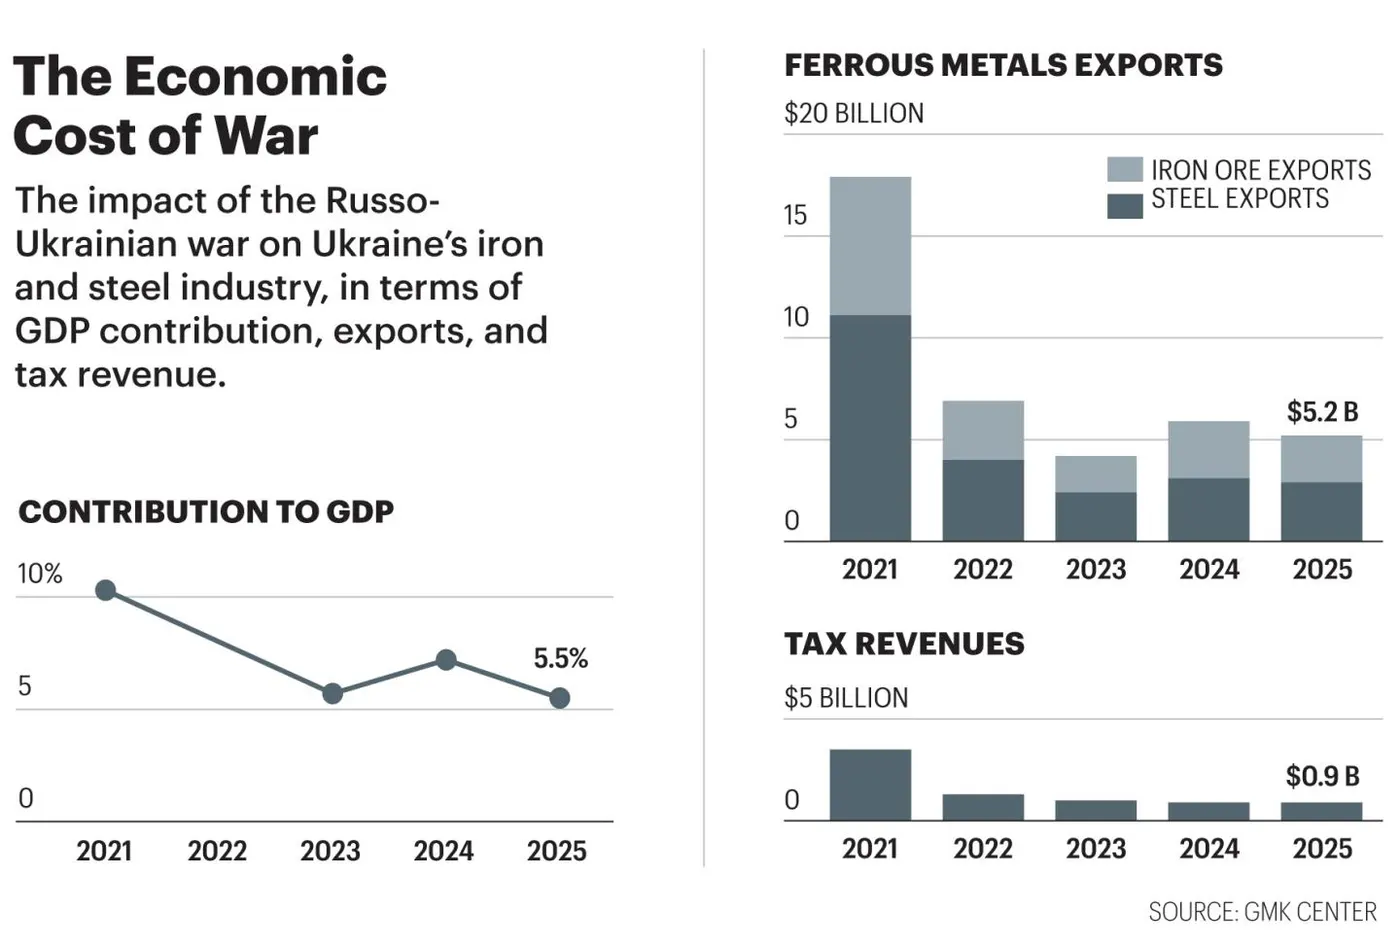 The Economic
Cost of War
The impact of the Russo-
Ukrainian war on Ukraine’s iron
and steel industry, in terms of
GDP contribution, exports, and
tax revenue.
CONTRIBUTION TO GDP
10%
5.5%
5
0
2021 2022 2023 2024 2025
FERROUS METALS EXPORTS
$20 BILLION
IRON ORE EXPORTS
STEEL EXPORTS
15
10
5
$5.2 B
0
2021 2022 2023 2024 2025
TAX REVENUES
$5 BILLION
$0.9 B
0
2021 2022 2023 2024 2025
SOURCE: GMK CENTER